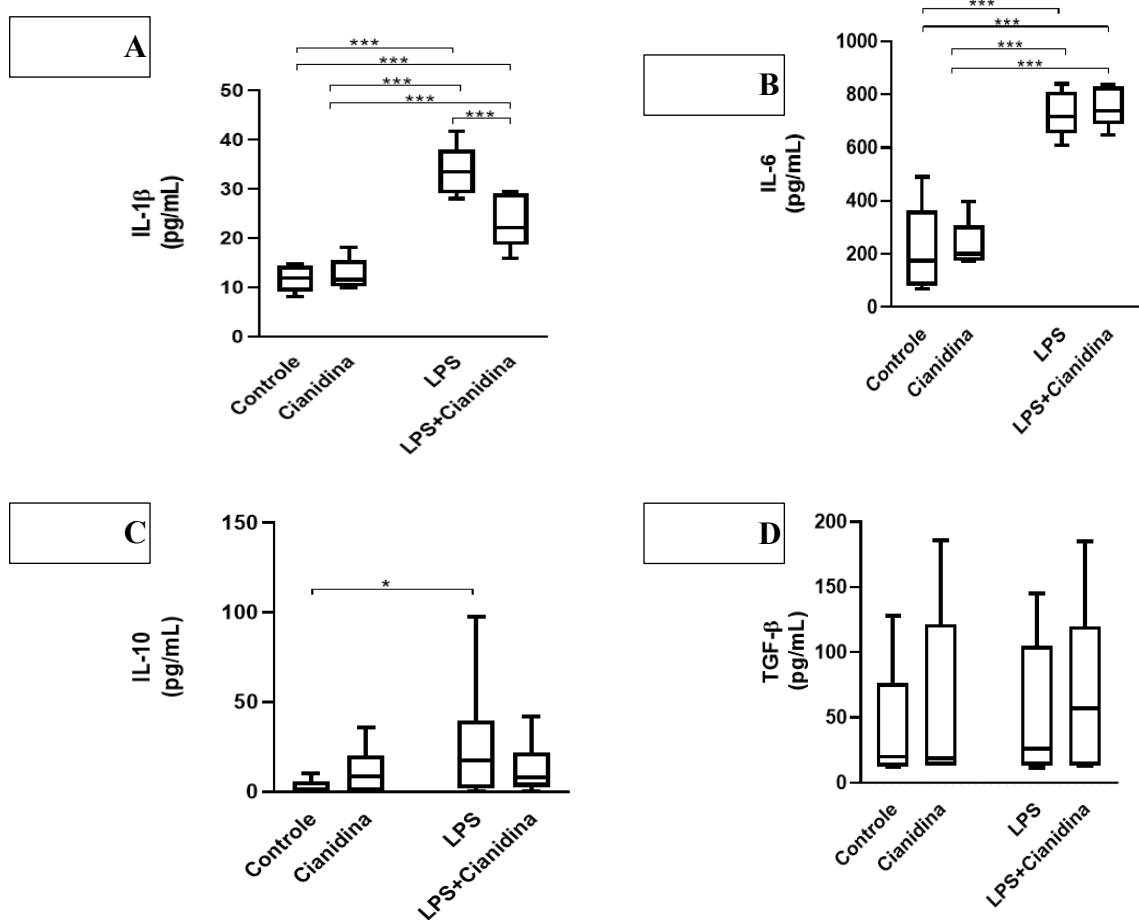 A
***
***
***
***
***
IL-1β
(pg/mL)
50
40
30
20
10
0
Controle
Cianidina
LPS
LPS+Cianidina
B
***
***
***
***
IL-6
(pg/mL)
1000
800
600
400
200
0
Controle
Cianidina
LPS
LPS+Cianidina
C
*
IL-10
(pg/mL)
150
100
50
0
Controle
Cianidina
LPS
LPS+Cianidina
D
TGF-β
(pg/mL)
200
150
100
50
0
Controle
Cianidina
LPS
LPS+Cianidina